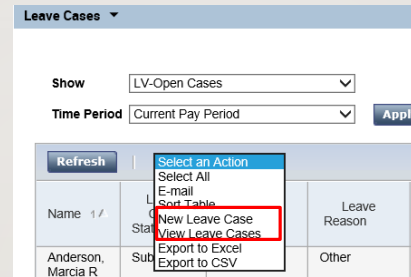 Leave Cases
Show LV-Open Cases
Time Period Current Pay Period
Refresh Select an Action
Select All
E-mail
Sort Table
New Leave Case
View Leave Cases
Export to Excel
Export to CSV
Name 1
Leave
Reason
Anderson,
Marcia R
Other